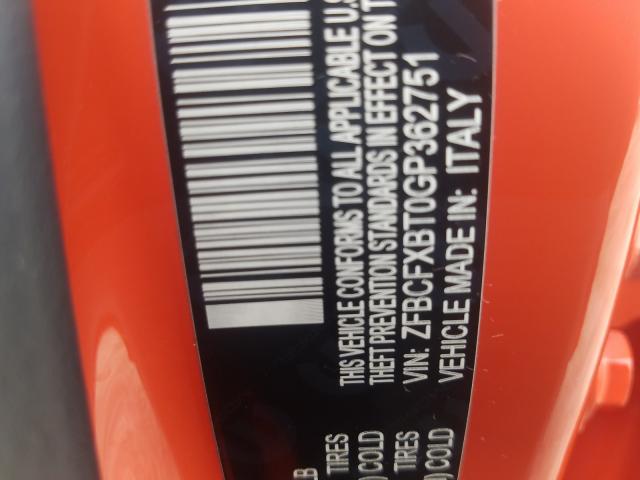 THIS VEHICLE CONFORMS TO ALL APPLICABLE U.S
THEFT PREVENTION STANDARDS IN EFFECT ON T
VIN: ZFBCFXBT0GP362751
VEHICLE MADE IN: ITALY
LB
TIRES
) COLD
TIRES
) COLD